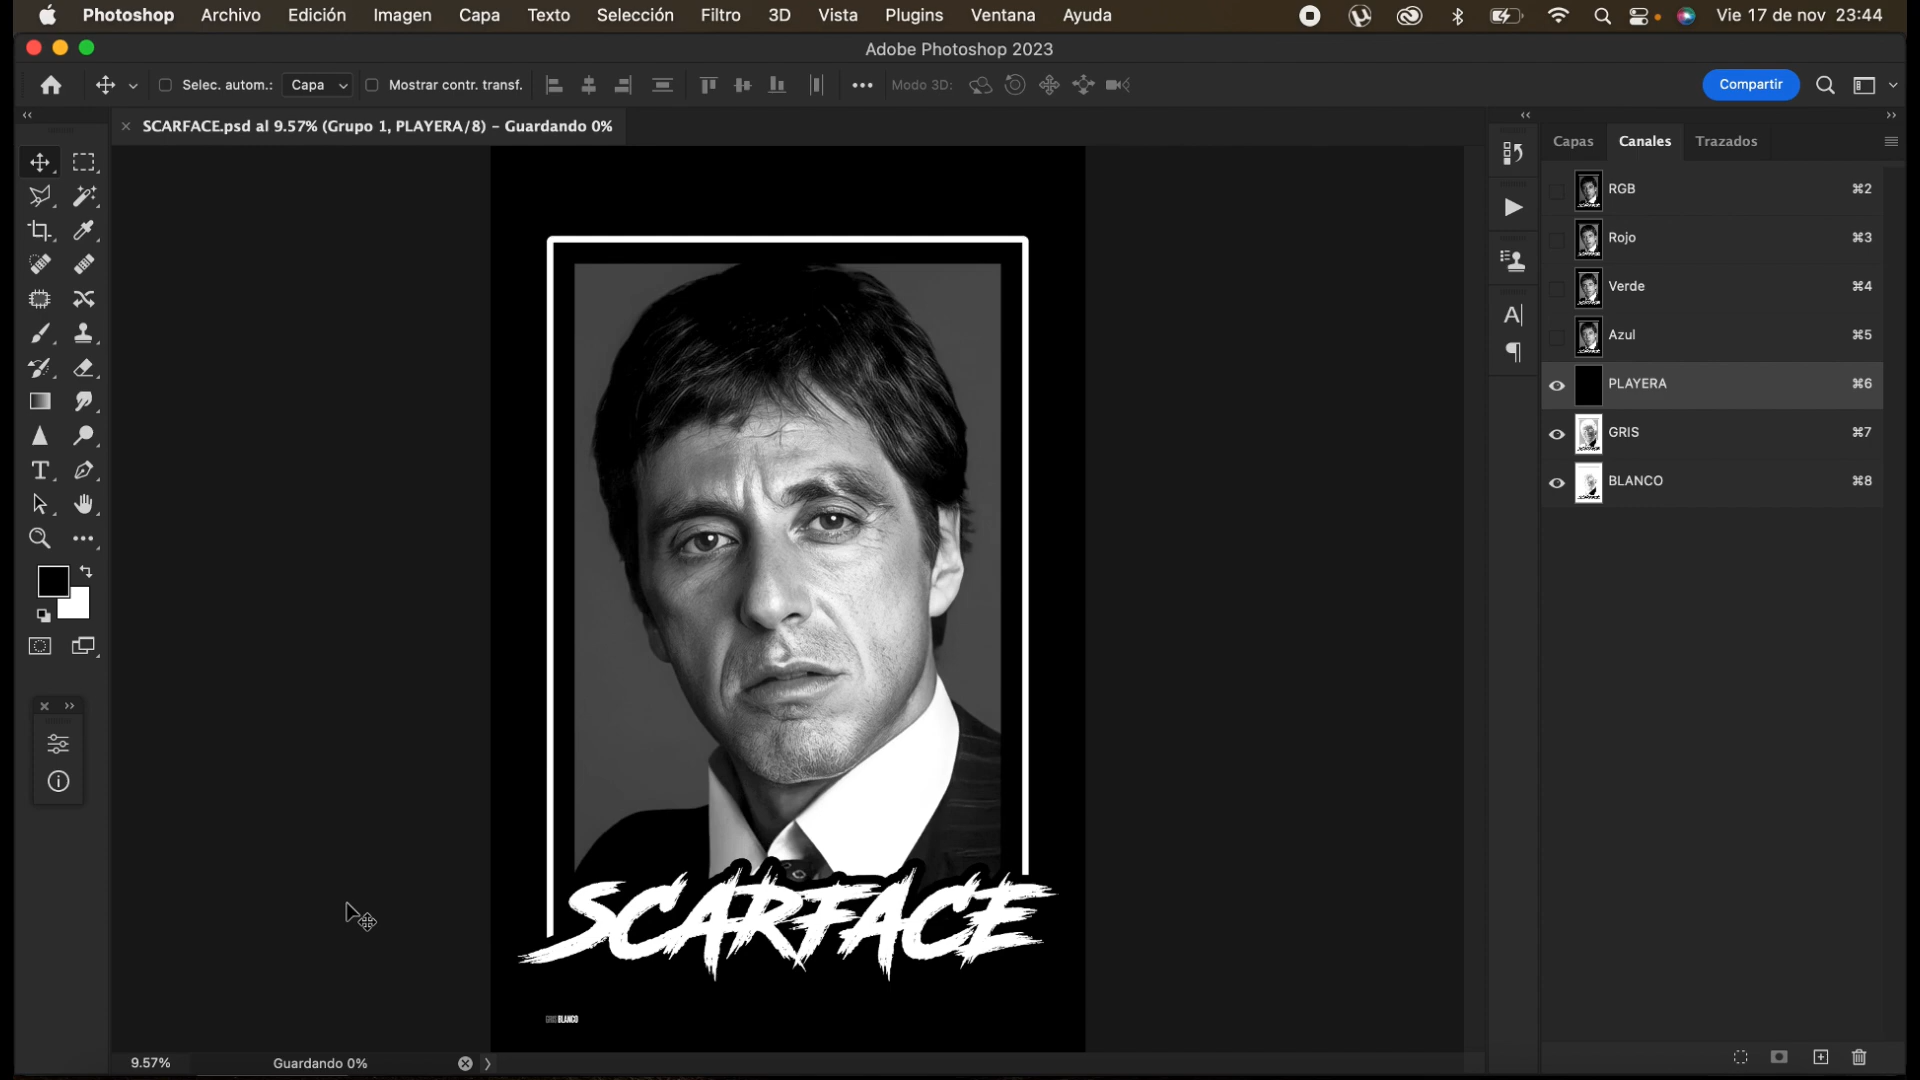 Photoshop Archivo Edición Imagen Capa Texto Selección Filtro 3D Vista Plugins Ventana Ayuda Vie 17 de nov 23:44
Adobe Photoshop 2023
Selec. autom.: Capa Mostrar contr. transf. Modo 3D: Compartir
SCARFACE.psd al 9.57% (Grupo 1, PLAYERA/8) – Guardando 0%
Capas Canales Trazados
RGB ⌘2
Rojo ⌘3
Verde ⌘4
Azul ⌘5
PLAYERA ⌘6
GRIS ⌘7
BLANCO ⌘8
SCARFACE
GRIS BLANCO
9.57% Guardando 0%